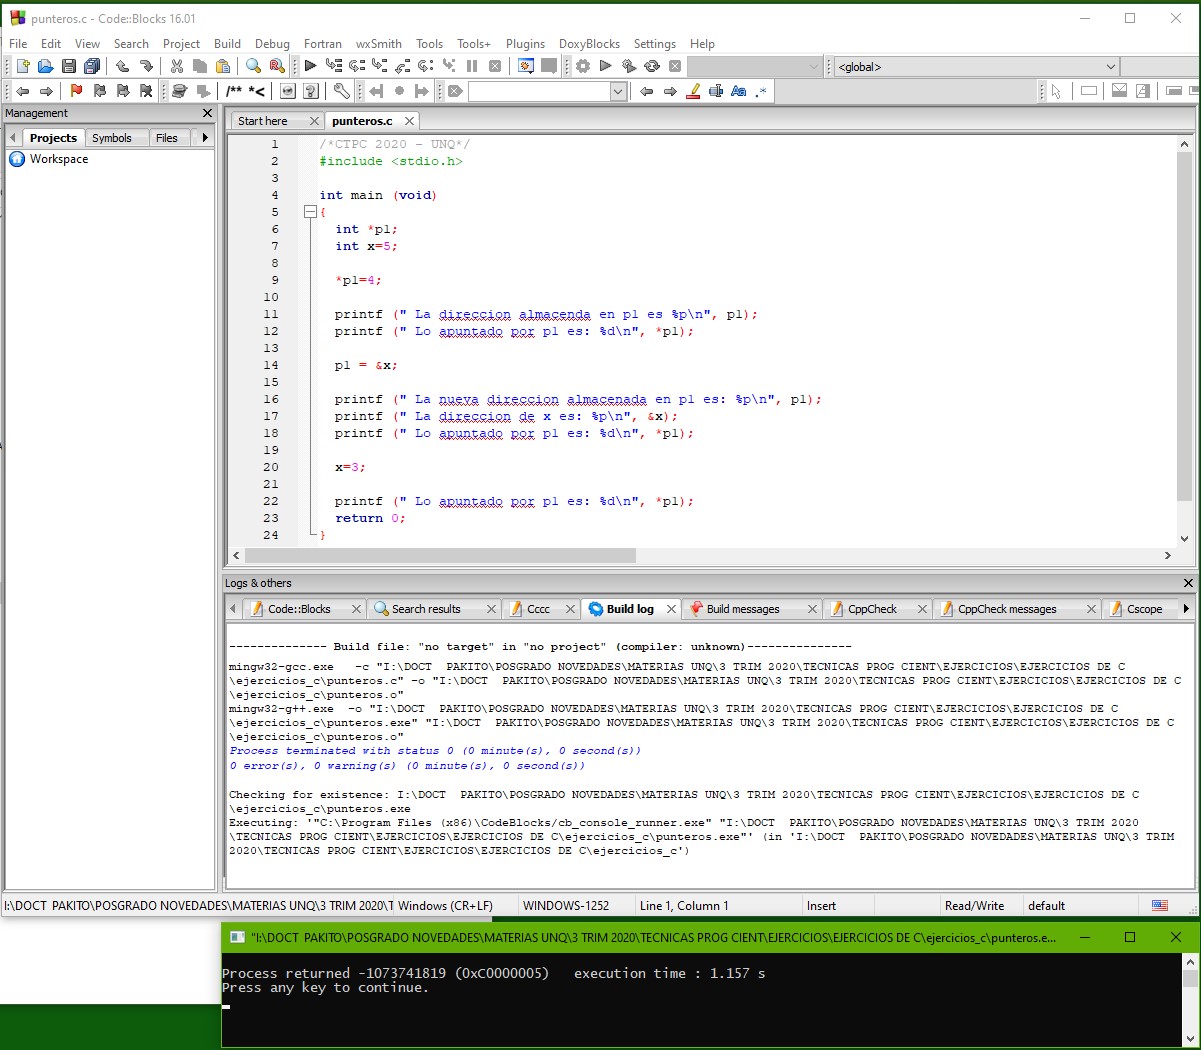 punteros.c - Code::Blocks 16.01
File Edit View Search Project Build Debug Fortran wxSmith Tools Tools+ Plugins DoxyBlocks Settings Help
<global>
/** *<
Management
Projects Symbols Files
Workspace
Start here punteros.c
1 /*CTPC 2020 - UNQ*/
2 #include <stdio.h>
3
4 int main (void)
5 {
6 int *p1;
7 int x=5;
8
9 *p1=4;
10
11 printf (" La direccion almacenda en p1 es %p\n", p1);
12 printf (" Lo apuntado por p1 es: %d\n", *p1);
13
14 p1 = &x;
15
16 printf (" La nueva direccion almacenada en p1 es: %p\n", p1);
17 printf (" La direccion de x es: %p\n", &x);
18 printf (" Lo apuntado por p1 es: %d\n", *p1);
19
20 x=3;
21
22 printf (" Lo apuntado por p1 es: %d\n", *p1);
23 return 0;
24 }
Logs & others
Code::Blocks Search results Cccc Build log Build messages CppCheck CppCheck messages Cscope
-------------- Build file: "no target" in "no project" (compiler: unknown)---------------
mingw32-gcc.exe -c "I:\DOCT PAKITO\POSGRADO NOVEDADES\MATERIAS UNQ\3 TRIM 2020\TECNICAS PROG CIENT\EJERCICIOS\EJERCICIOS DE C
\ejercicios_c\punteros.c" -o "I:\DOCT PAKITO\POSGRADO NOVEDADES\MATERIAS UNQ\3 TRIM 2020\TECNICAS PROG CIENT\EJERCICIOS\EJERCICIOS DE C
\ejercicios_c\punteros.o"
mingw32-g++.exe -o "I:\DOCT PAKITO\POSGRADO NOVEDADES\MATERIAS UNQ\3 TRIM 2020\TECNICAS PROG CIENT\EJERCICIOS\EJERCICIOS DE C
\ejercicios_c\punteros.exe" "I:\DOCT PAKITO\POSGRADO NOVEDADES\MATERIAS UNQ\3 TRIM 2020\TECNICAS PROG CIENT\EJERCICIOS\EJERCICIOS DE C
\ejercicios_c\punteros.o"
Process terminated with status 0 (0 minute(s), 0 second(s))
0 error(s), 0 warning(s) (0 minute(s), 0 second(s))
Checking for existence: I:\DOCT PAKITO\POSGRADO NOVEDADES\MATERIAS UNQ\3 TRIM 2020\TECNICAS PROG CIENT\EJERCICIOS\EJERCICIOS DE C
\ejercicios_c\punteros.exe
Executing: '"C:\Program Files (x86)\CodeBlocks/cb_console_runner.exe" "I:\DOCT PAKITO\POSGRADO NOVEDADES\MATERIAS UNQ\3 TRIM 2020
\TECNICAS PROG CIENT\EJERCICIOS\EJERCICIOS DE C\ejercicios_c\punteros.exe"' (in 'I:\DOCT PAKITO\POSGRADO NOVEDADES\MATERIAS UNQ\3 TRIM
2020\TECNICAS PROG CIENT\EJERCICIOS\EJERCICIOS DE C\ejercicios_c')
I:\DOCT PAKITO\POSGRADO NOVEDADES\MATERIAS UNQ\3 TRIM 2020\T Windows (CR+LF) WINDOWS-1252 Line 1, Column 1 Insert Read/Write default
"I:\DOCT PAKITO\POSGRADO NOVEDADES\MATERIAS UNQ\3 TRIM 2020\TECNICAS PROG CIENT\EJERCICIOS\EJERCICIOS DE C\ejercicios_c\punteros.e...
Process returned -1073741819 (0xC0000005) execution time : 1.157 s
Press any key to continue.